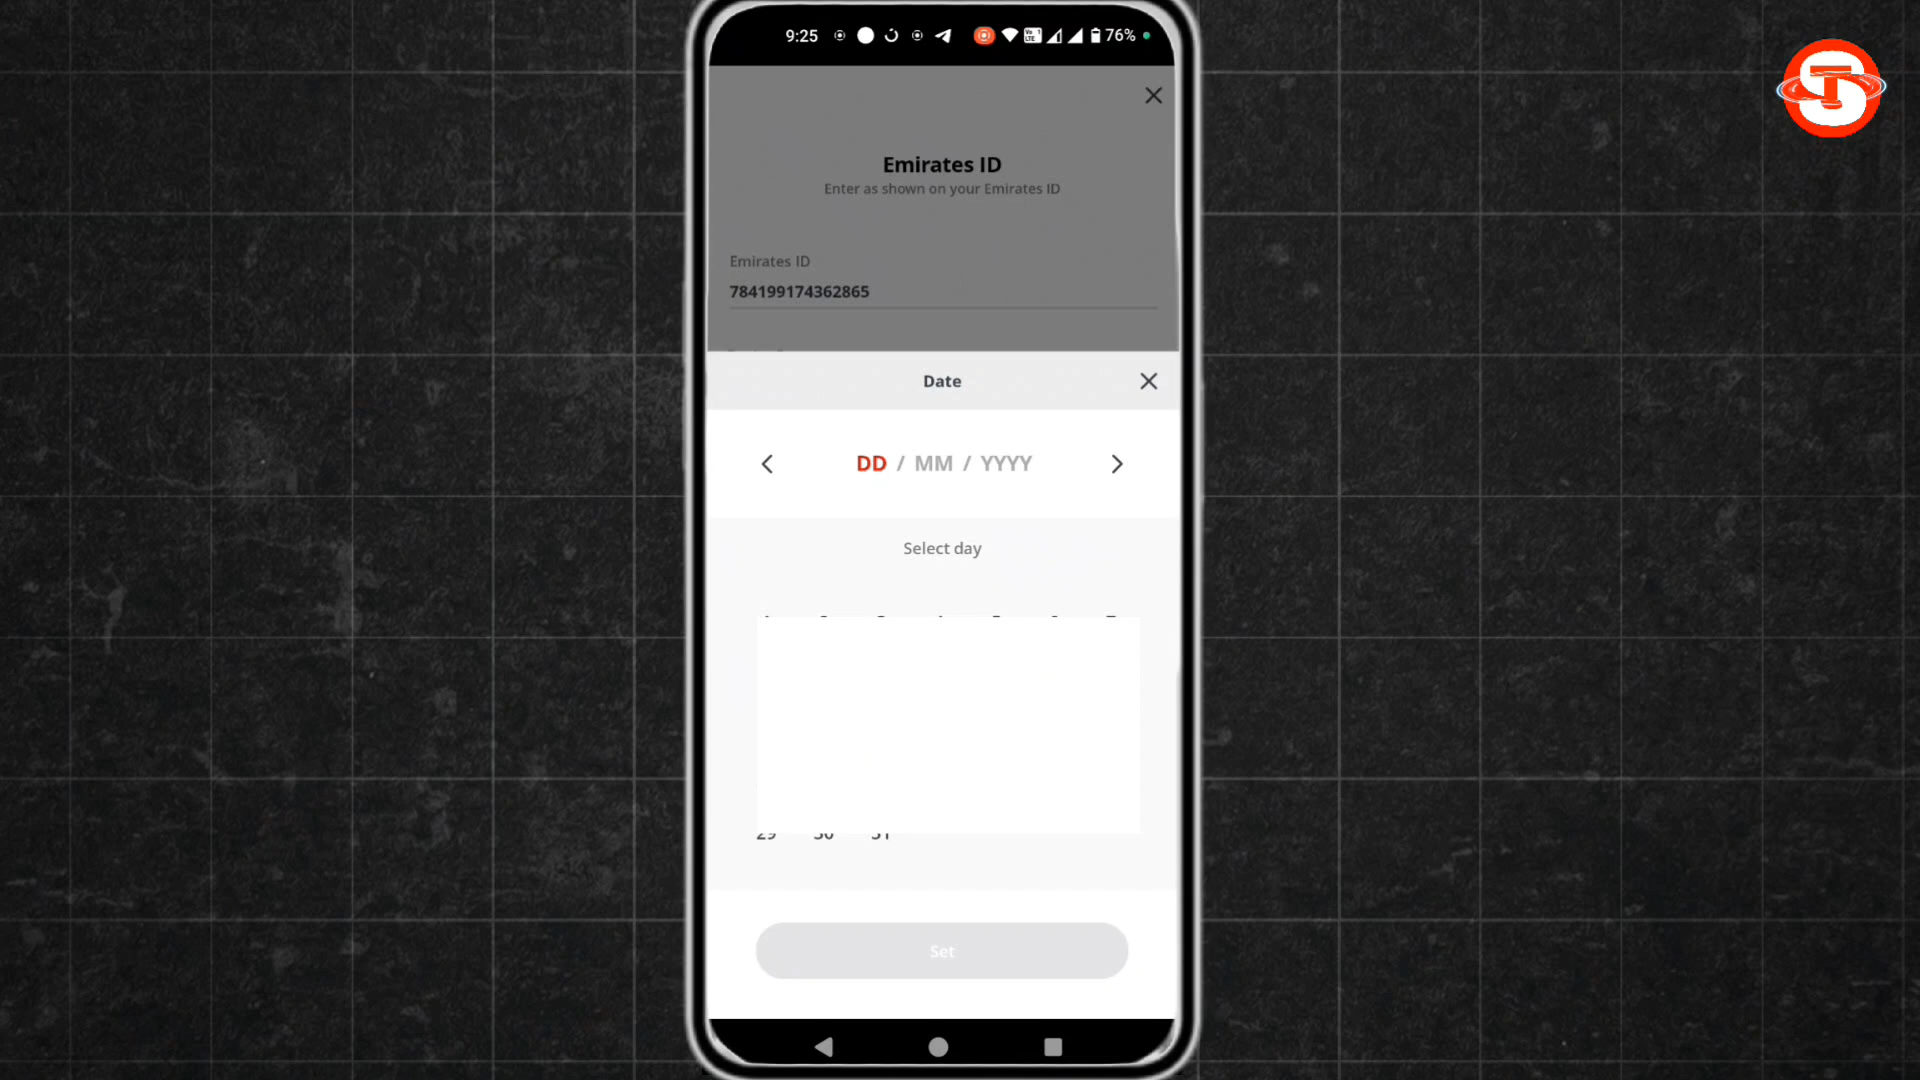 9:25 76%
Emirates ID
Enter as shown on your Emirates ID
Emirates ID
784199174362865
Date
DD / MM / YYYY
Select day
29 30 31
Set